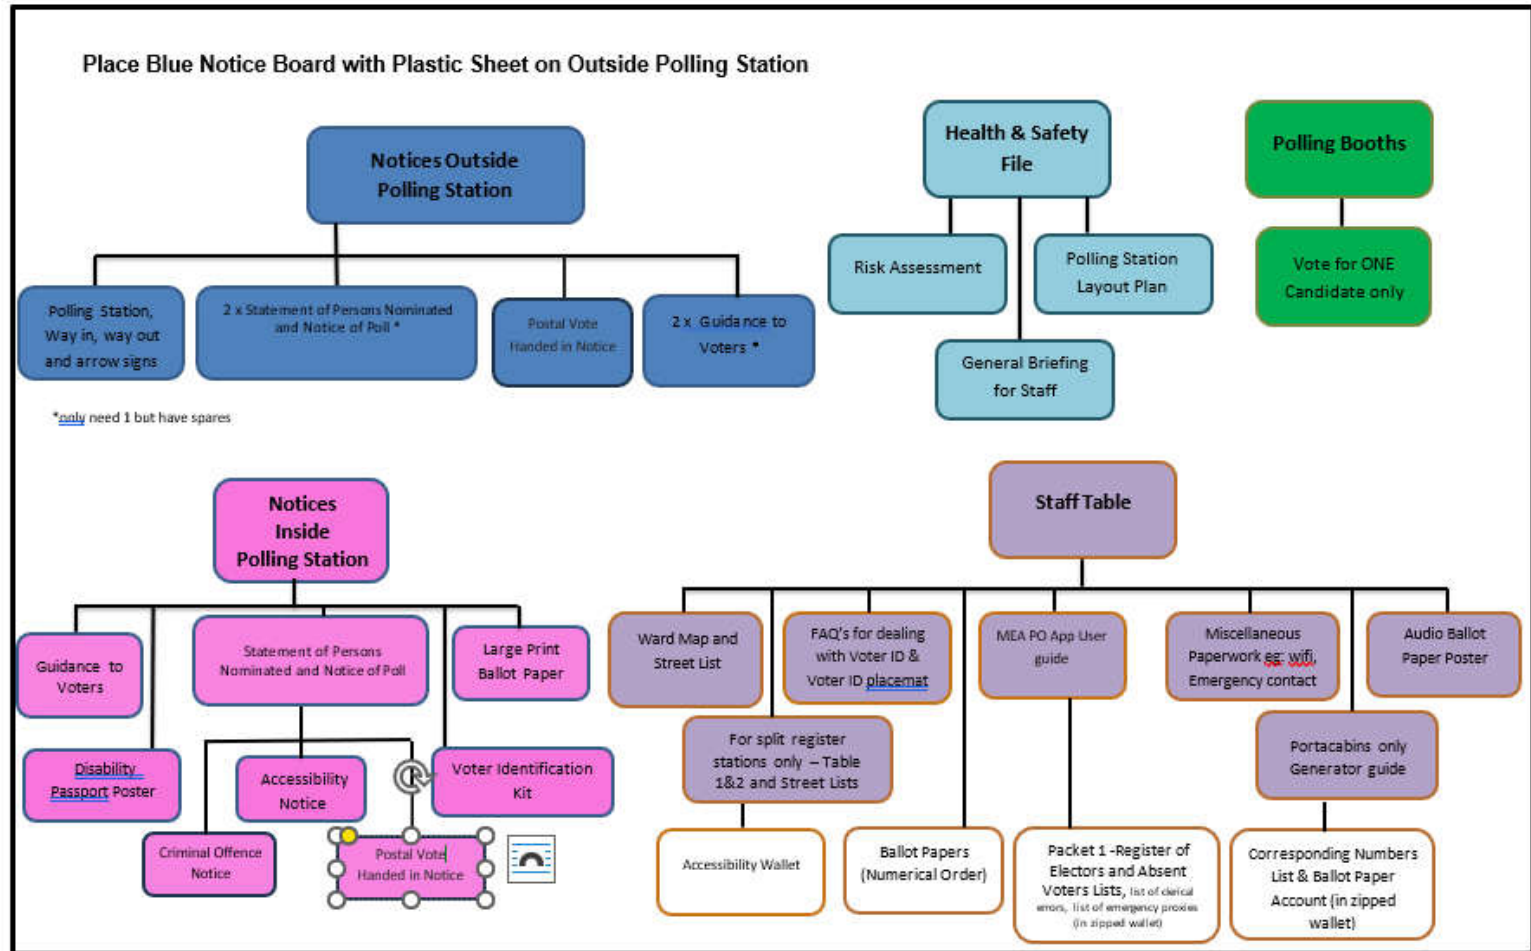 Place Blue Notice Board with Plastic Sheet on Outside Polling Station
Notices Outside
Polling Station
Polling Station,
Way in, way out
and arrow signs
2 x Statement of Persons Nominated
and Notice of Poll *
Postal Vote
Handed in Notice
2 x Guidance to
Voters *
*only need 1 but have spares
Health & Safety
File
Risk Assessment
Polling Station
Layout Plan
General Briefing
for Staff
Polling Booths
Vote for ONE
Candidate only
Notices
Inside
Polling Station
Guidance to
Voters
Statement of Persons
Nominated and Notice of Poll
Large Print
Ballot Paper
Disability
Passport Poster
Accessibility
Notice
Voter Identification
Kit
Criminal Offence
Notice
Postal Vote
Handed in Notice
Staff Table
Ward Map and
Street List
FAQ's for dealing
with Voter ID &
Voter ID placemat
MEA PO App User
guide
Miscellaneous
Paperwork eg: wifi,
Emergency contact
Audio Ballot
Paper Poster
For split register
stations only – Table
1&2 and Street Lists
Portacabins only
Generator guide
Accessibility Wallet
Ballot Papers
(Numerical Order)
Packet 1 -Register of
Electors and Absent
Voters Lists, list of clerical
errors, list of emergency proxies
(in zipped wallet)
Corresponding Numbers
List & Ballot Paper
Account (in zipped
wallet)